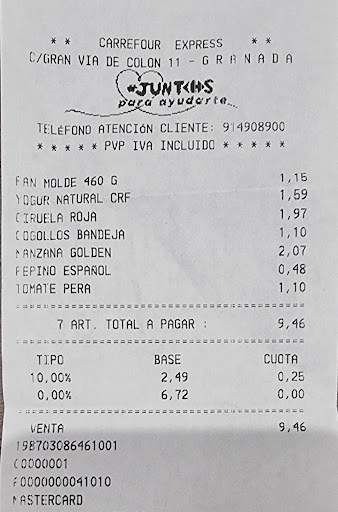 * * CARREFOUR EXPRESS * *
C/GRAN VIA DE COLON 11 - G R A N A D A
#JUNT<H>S
para ayudarte...
TELÉFONO ATENCIÓN CLIENTE: 914908900
* * * * * PVP IVA INCLUIDO * * * * *
PAN MOLDE 460 G 1,15
YOGUR NATURAL CRF 1,59
CIRUELA ROJA 1,97
COGOLLOS BANDEJA 1,10
MANZANA GOLDEN 2,07
PEPINO ESPAÑOL 0,48
TOMATE PERA 1,10
7 ART. TOTAL A PAGAR : 9,46
TIPO BASE CUOTA
10,00% 2,49 0,25
0,00% 6,72 0,00
VENTA 9,46
198703086461001
C0000001
A0000000041010
MASTERCARD